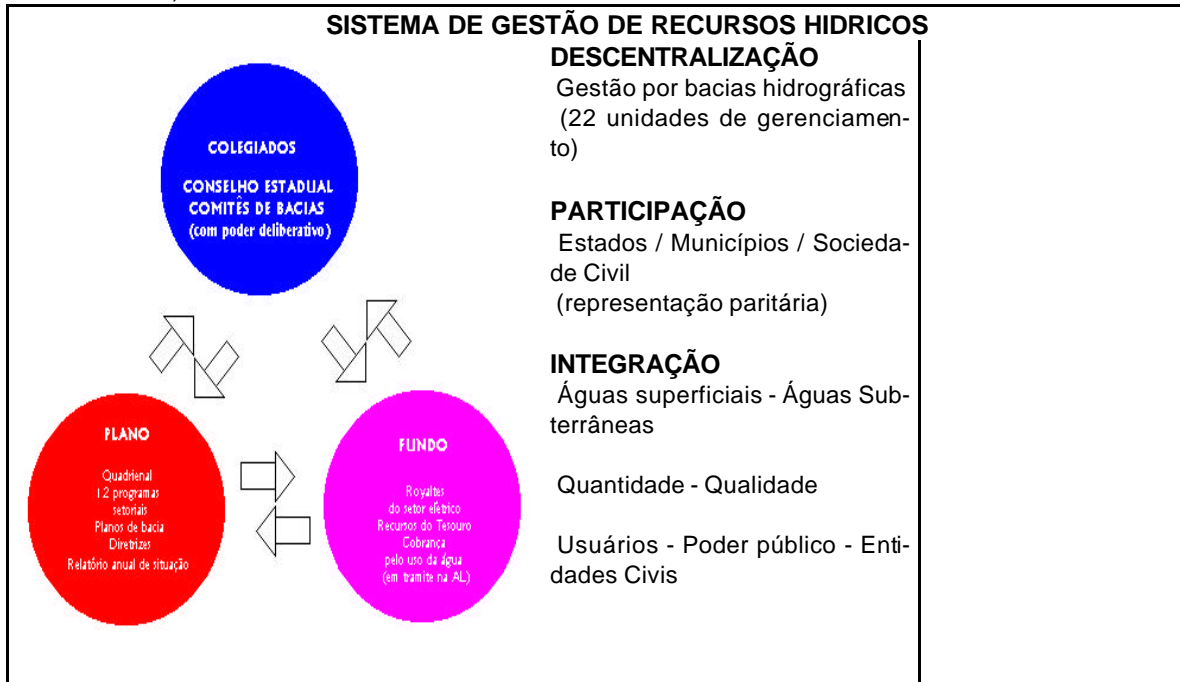 SISTEMA DE GESTÃO DE RECURSOS HIDRICOS
COLEGIADOS
CONSELHO ESTADUAL
COMITÊS DE BACIAS
(com poder deliberativo)
PLANO
Quadrienal
12 programas
setoriais
Planos de bacia
Diretrizes
Relatório anual de situação
FUNDO
Royaltes
do setor elétrico
Recursos do Tesouro
Cobrança
pelo uso da água
(em tramite na AL)
DESCENTRALIZAÇÃO
Gestão por bacias hidrográficas
(22 unidades de gerenciamen-
to)
PARTICIPAÇÃO
Estados / Municípios / Socieda-
de Civil
(representação paritária)
INTEGRAÇÃO
Águas superficiais - Águas Sub-
terrâneas
Quantidade - Qualidade
Usuários - Poder público - Enti-
dades Civis